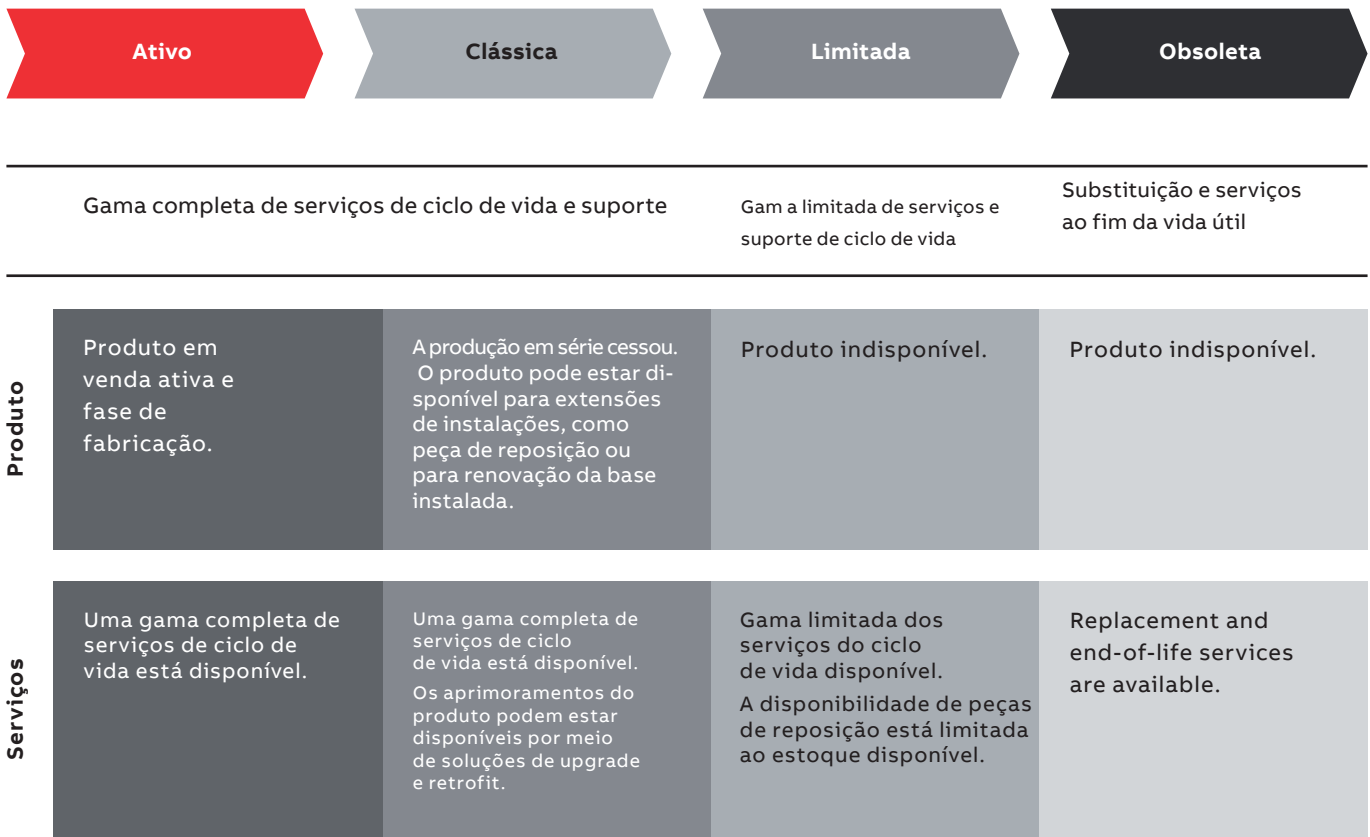 Ativo
Clássica
Limitada
Obsoleta
Gama completa de serviços de ciclo de vida e suporte
Gam a limitada de serviços e
suporte de ciclo de vida
Substituição e serviços
ao fim da vida útil
Produto
Produto em
venda ativa e
fase de
fabricação.
A produção em série cessou.
O produto pode estar di-
sponível para extensões
de instalações, como
peça de reposição ou
para renovação da base
instalada.
Produto indisponível.
Produto indisponível.
Serviços
Uma gama completa de
serviços de ciclo de
vida está disponível.
Uma gama completa de
serviços de ciclo
de vida está disponível.
Os aprimoramentos do
produto podem estar
disponíveis por meio
de soluções de upgrade
e retrofit.
Gama limitada dos
serviços do ciclo
de vida disponível.
A disponibilidade de peças
de reposição está limitada
ao estoque disponível.
Replacement and
end-of-life services
are available.